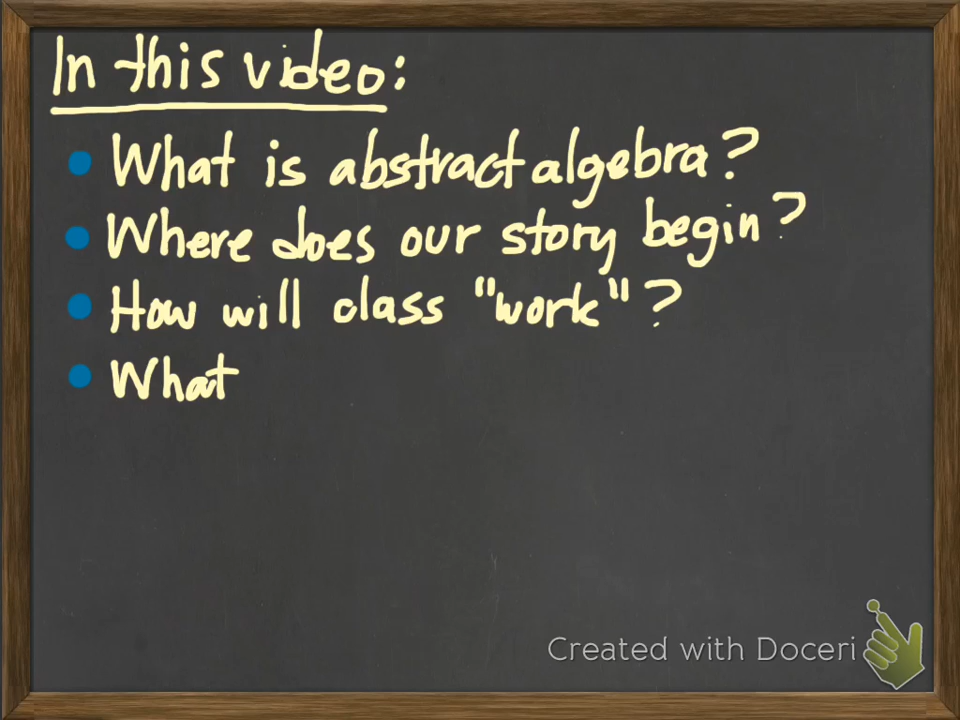 In this video:
• What is abstract algebra?
• Where does our story begin?
• How will class "work"?
• What
Created with Doceri